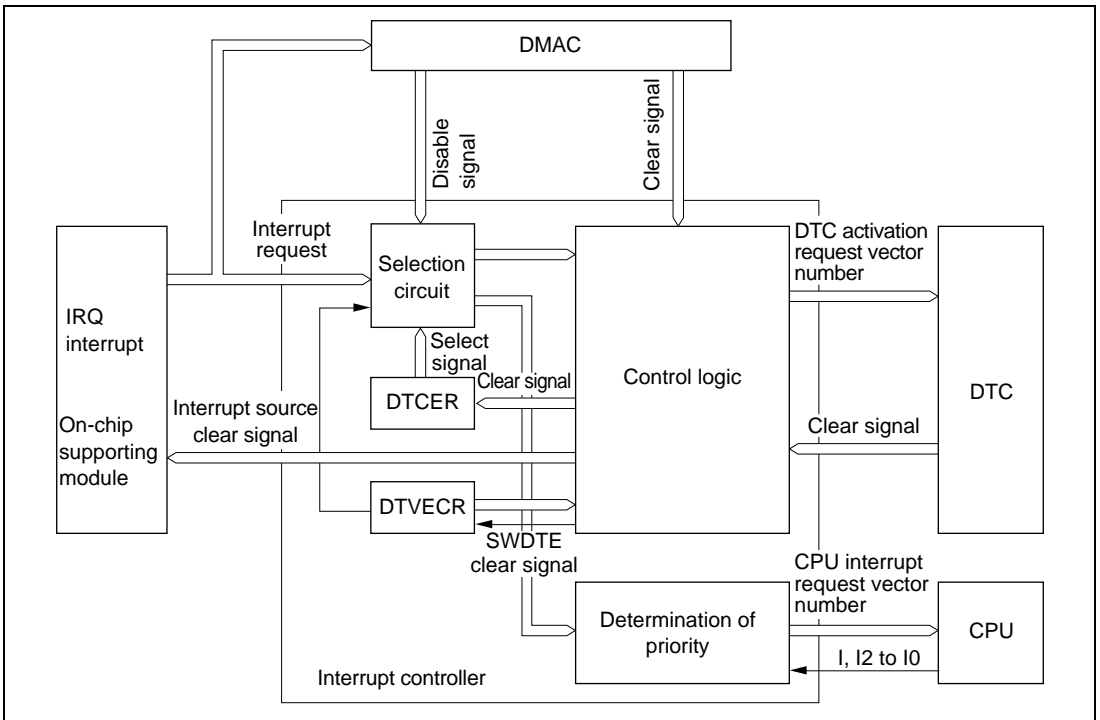 DMAC
Disable
signal
Clear signal
Interrupt
request
Selection
circuit
DTC activation
request vector
number
IRQ
interrupt
Select
signal
Control logic
DTC
DTCER
Clear signal
On-chip
supporting
module
Interrupt source
clear signal
Clear signal
DTVECR
SWDTE
clear signal
CPU interrupt
request vector
number
Determination of
priority
CPU
I, I2 to I0
Interrupt controller